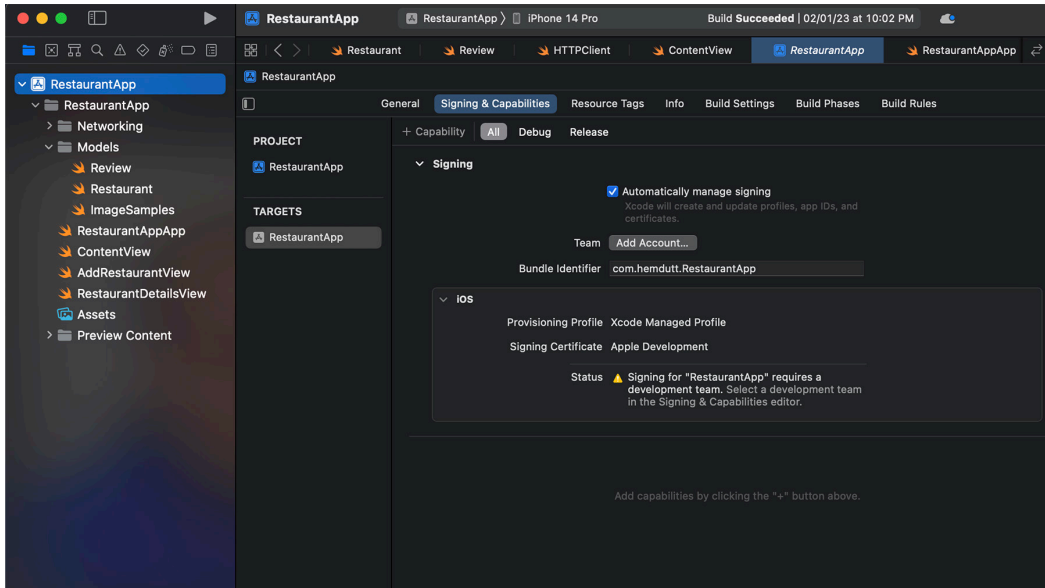 RestaurantApp
RestaurantApp
iPhone 14 Pro
Build Succeeded | 02/01/23 at 10:02 PM
Restaurant
Review
HTTPClient
ContentView
RestaurantApp
RestaurantAppApp
RestaurantApp
RestaurantApp
Networking
Models
Review
Restaurant
ImageSamples
RestaurantAppApp
ContentView
AddRestaurantView
RestaurantDetailsView
Assets
Preview Content
RestaurantApp
General
Signing & Capabilities
Resource Tags
Info
Build Settings
Build Phases
Build Rules
PROJECT
RestaurantApp
TARGETS
RestaurantApp
+ Capability
All
Debug
Release
Signing
Automatically manage signing
Xcode will create and update profiles, app IDs, and
certificates.
Team
Add Account...
Bundle Identifier
com.hemdutt.RestaurantApp
iOS
Provisioning Profile
Xcode Managed Profile
Signing Certificate
Apple Development
Status
Signing for "RestaurantApp" requires a
development team. Select a development team
in the Signing & Capabilities editor.
Add capabilities by clicking the "+" button above.